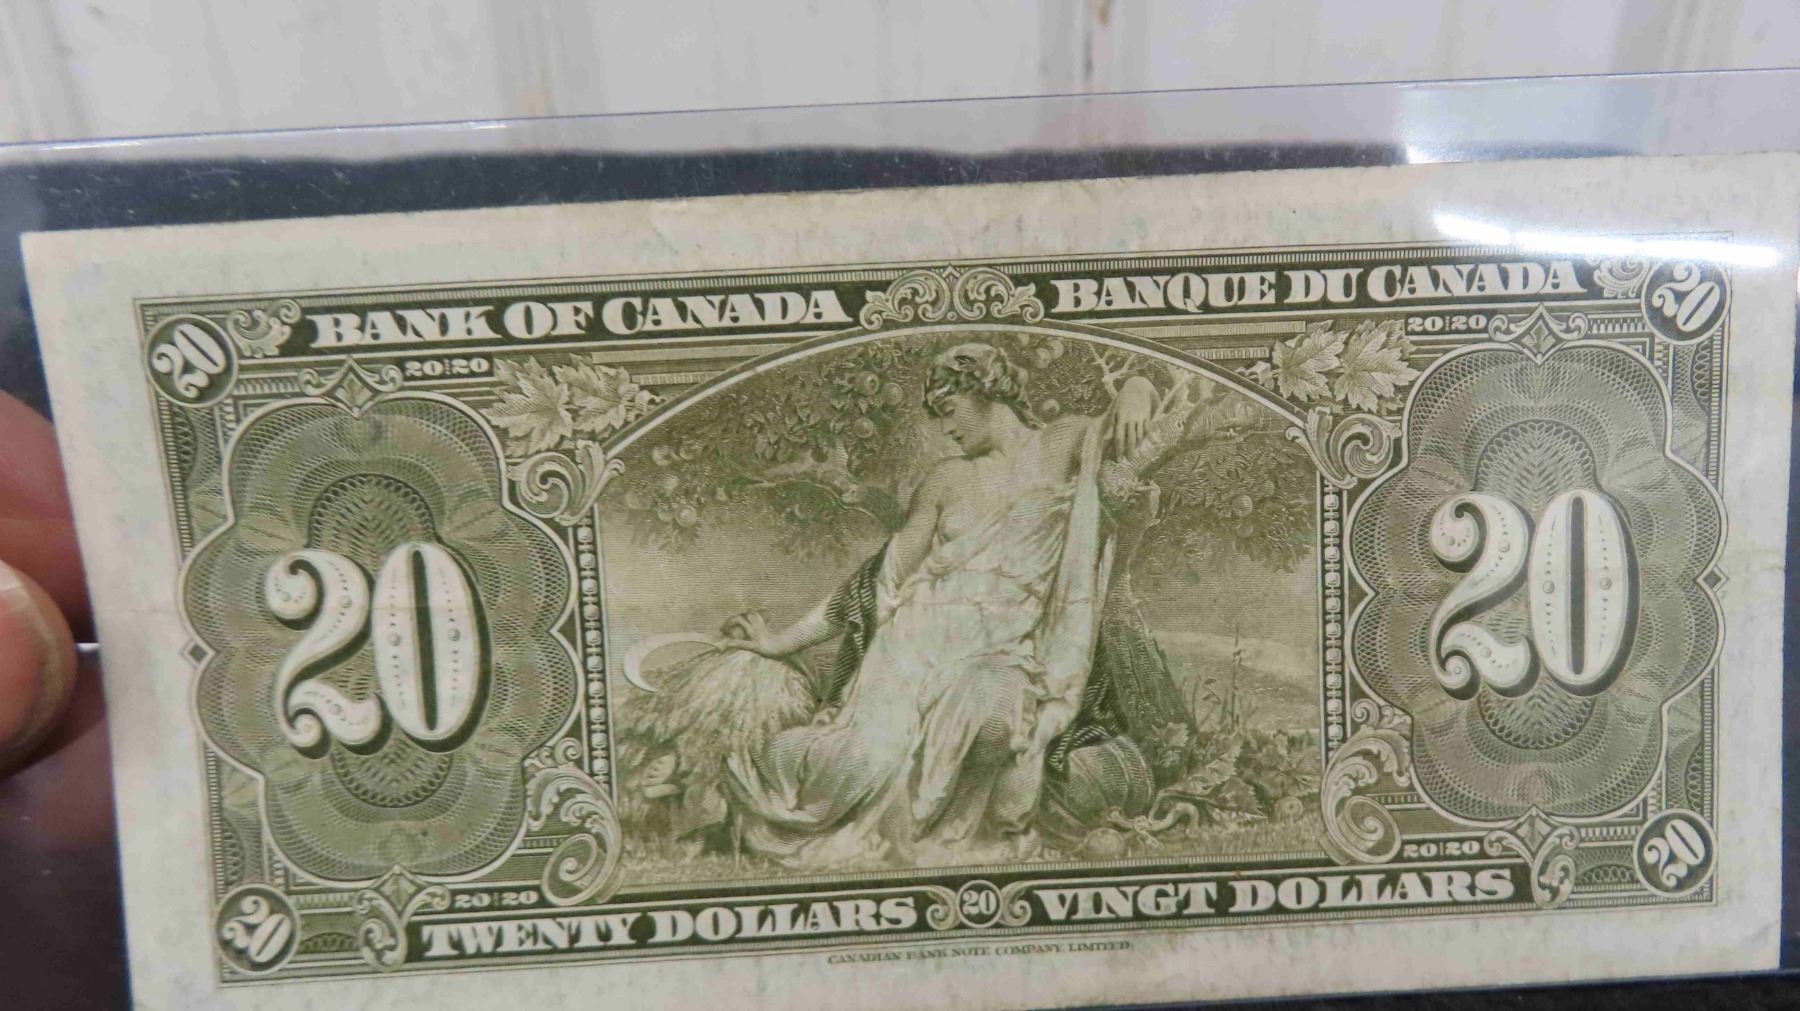 BANK OF CANADA BANQUE DU CANADA
20 20
20|20 20|20
20 20
20|20 20|20
20 TWENTY DOLLARS 20 VINGT DOLLARS 20
CANADIAN BANK NOTE COMPANY, LIMITED